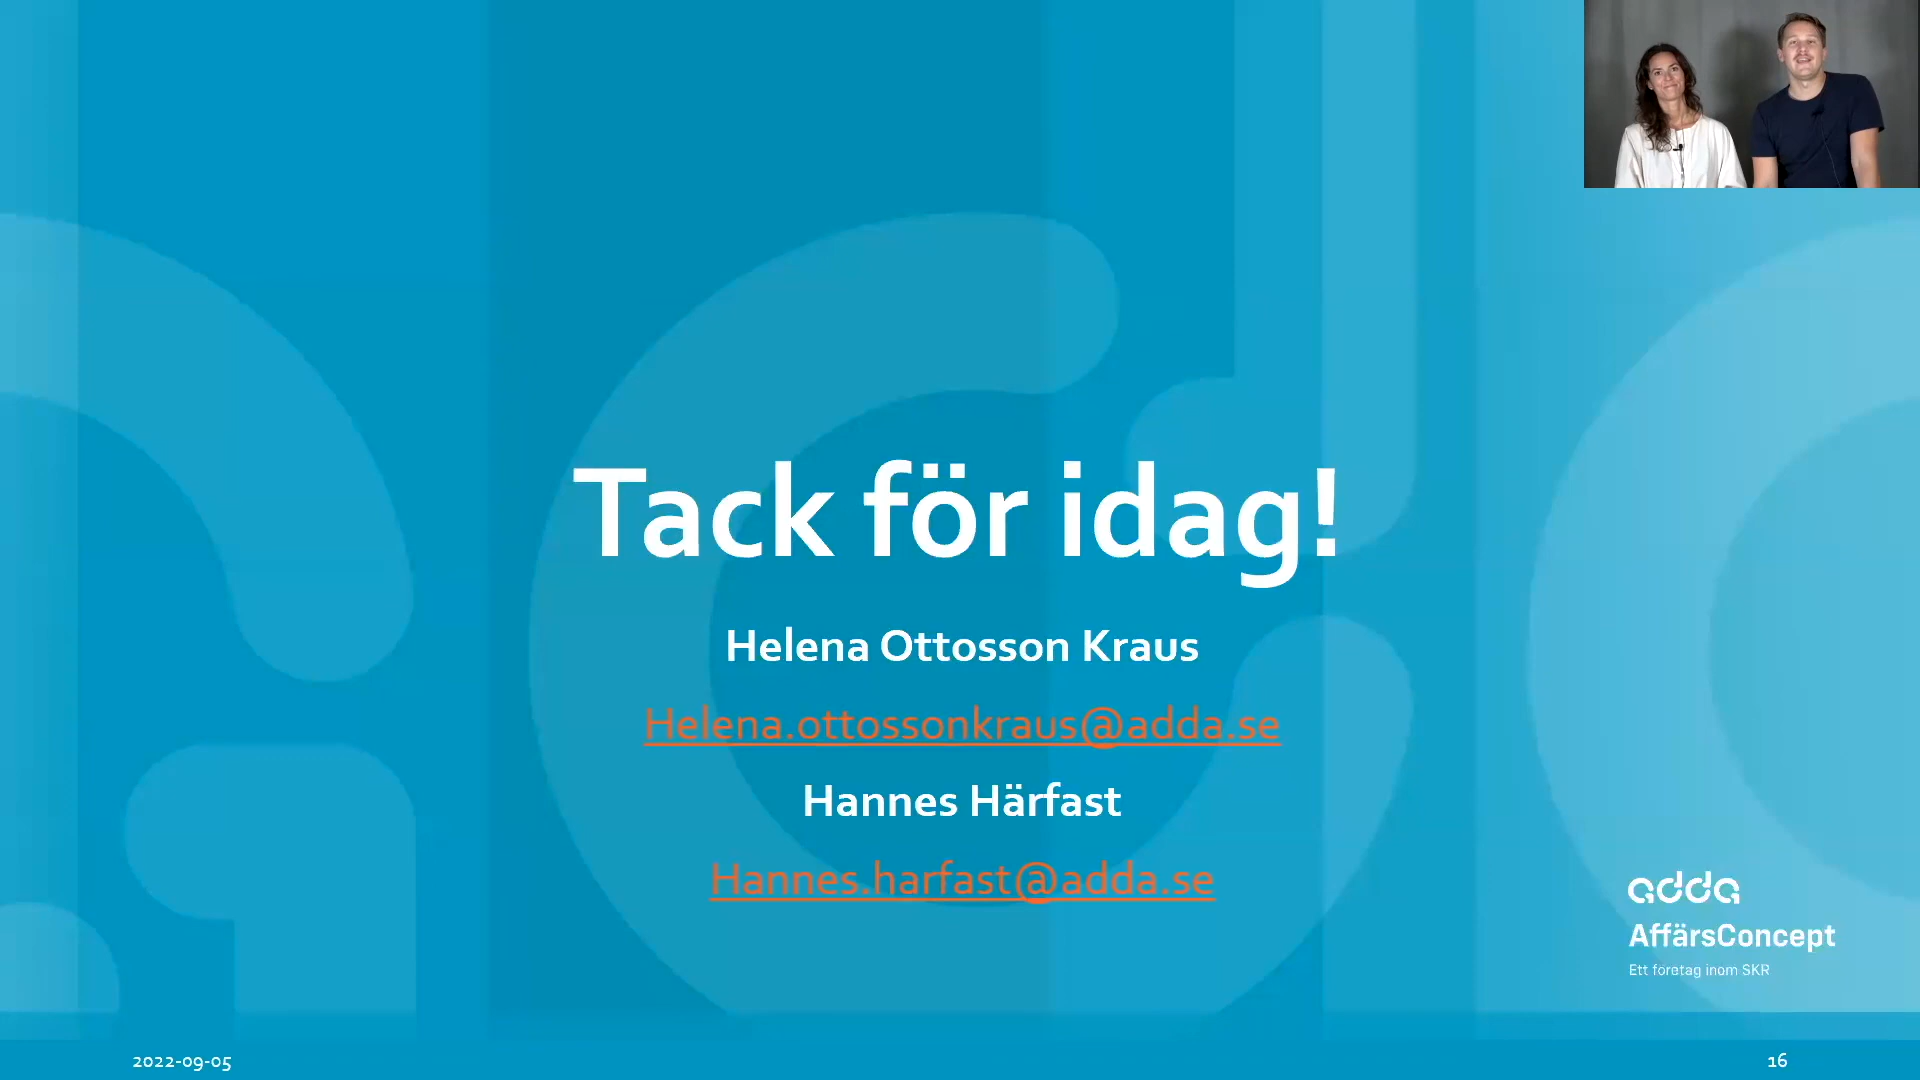 Tack för idag!
Helena Ottosson Kraus
Helena.ottossonkraus@adda.se
Hannes Härfast
Hannes.harfast@adda.se
adda
AffärsConcept
Ett företag inom SKR
2022-09-05
16